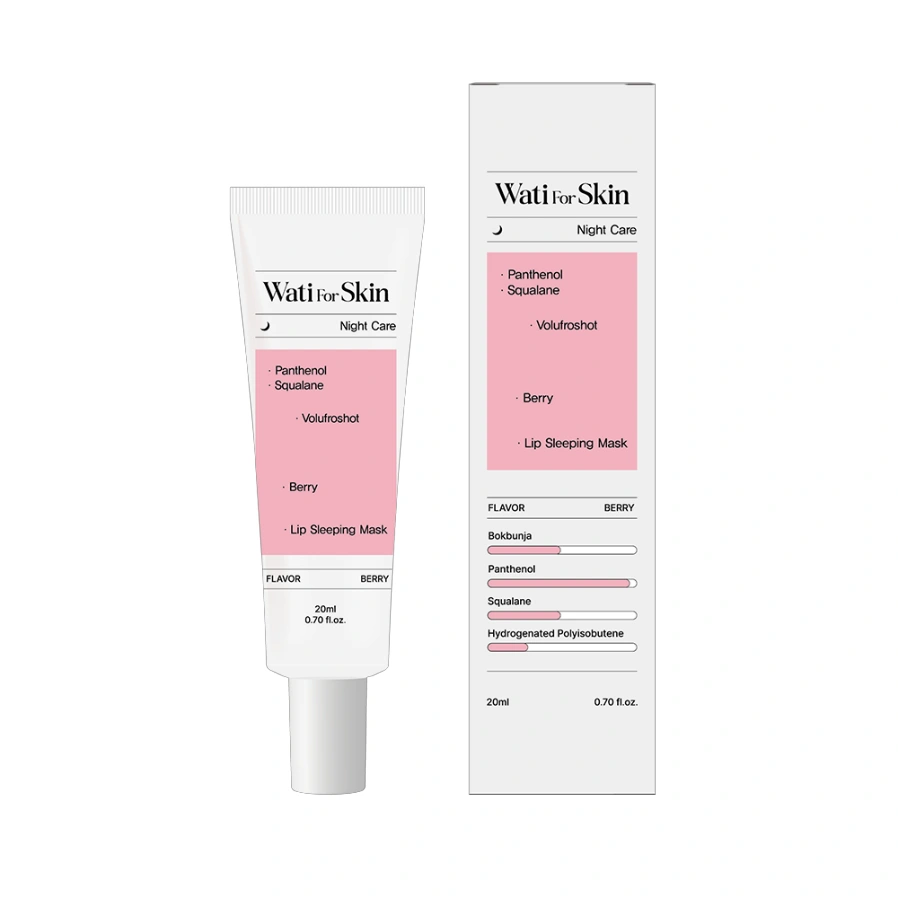 Wati For Skin
Night Care
· Panthenol
· Squalane
· Volufroshot
· Berry
· Lip Sleeping Mask
FLAVOR BERRY
20ml
0.70 fl.oz.
Wati For Skin
Night Care
· Panthenol
· Squalane
· Volufroshot
· Berry
· Lip Sleeping Mask
FLAVOR BERRY
Bokbunja
Panthenol
Squalane
Hydrogenated Polyisobutene
20ml 0.70 fl.oz.